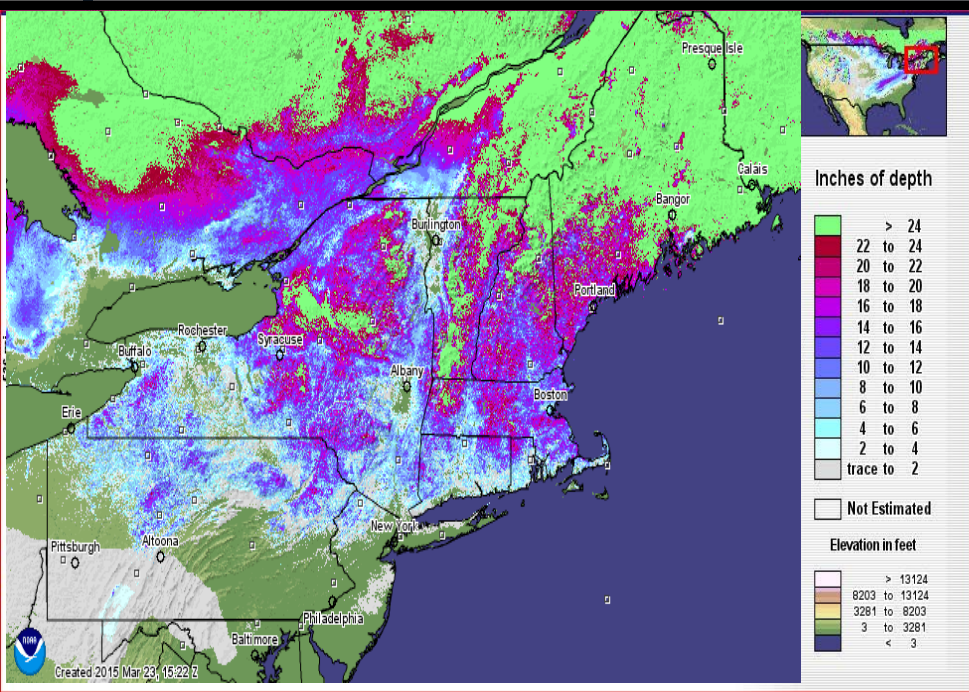 Presque Isle
Calais
Bangor
Burlington
Portland
Rochester
Syracuse
Buffalo
Albany
Boston
Erie
New York
Pittsburgh
Altoona
Philadelphia
Baltimore
NOAA
Created 2015 Mar 23, 15:22 Z
Inches of depth
> 24
22 to 24
20 to 22
18 to 20
16 to 18
14 to 16
12 to 14
10 to 12
8 to 10
6 to 8
4 to 6
2 to 4
trace to 2
Not Estimated
Elevation in feet
> 13124
8203 to 13124
3281 to 8203
3 to 3281
< 3